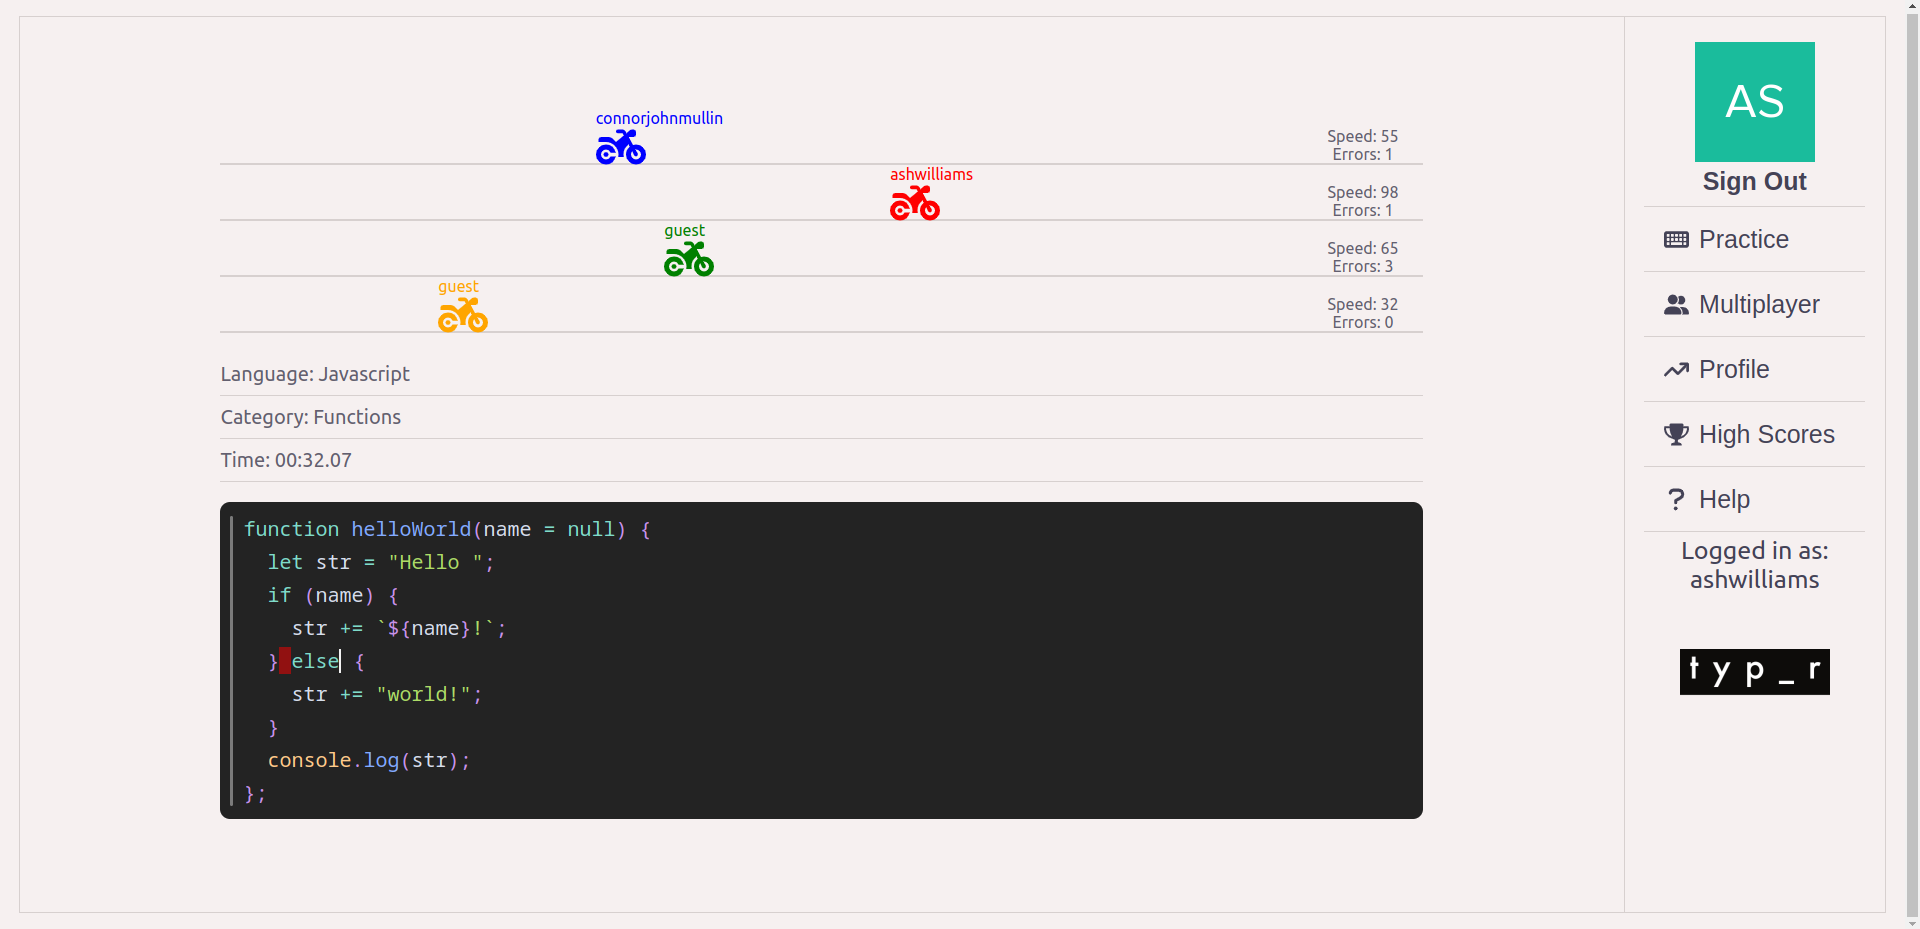 connorjohnmullin
Speed: 55
Errors: 1
ashwilliams
Speed: 98
Errors: 1
guest
Speed: 65
Errors: 3
guest
Speed: 32
Errors: 0
Language: Javascript
Category: Functions
Time: 00:32.07
function helloWorld(name = null) {
  let str = "Hello ";
  if (name) {
    str += `${name}!`;
  } else {
    str += "world!";
  }
  console.log(str);
};
AS
Sign Out
Practice
Multiplayer
Profile
High Scores
Help
Logged in as:
ashwilliams
typ_r